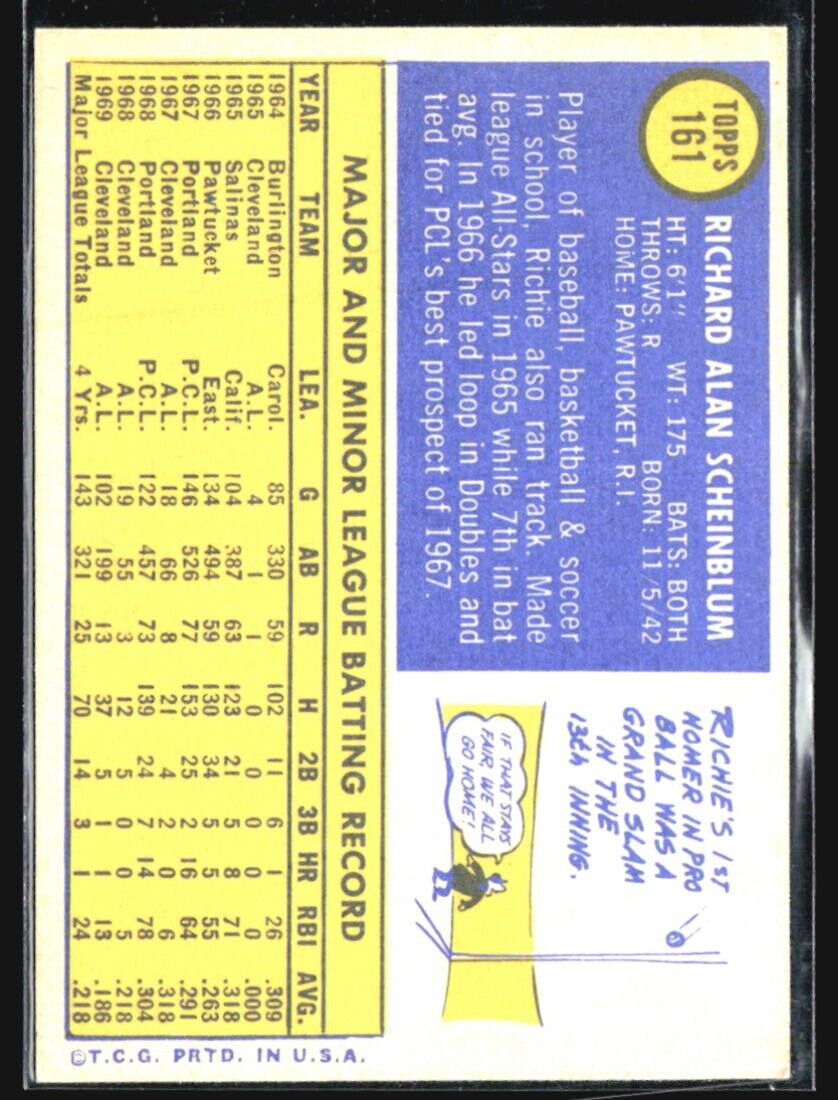 TOPPS
161
RICHARD ALAN SCHEINBLUM
HT: 6'1" WT: 175 BATS: BOTH
THROWS: R BORN: 11/5/42
HOME: PAWTUCKET, R.I.
Player of baseball, basketball & soccer
in school, Richie also ran track. Made
league All-Stars in 1965 while 7th in bat
avg. In 1966 he led loop in Doubles and
tied for PCL's best prospect of 1967.
RICHIE'S 1ST
HOMER IN PRO
BALL WAS A
GRAND SLAM
IN THE
13th INNING.
IF THAT STAYS
FAIR, WE ALL
GO HOME!
MAJOR AND MINOR LEAGUE BATTING RECORD
YEAR TEAM LEA. G AB R H 2B 3B HR RBI AVG.
1964 Burlington Carol. 85 330 59 102 11 6 1 26 .309
1965 Cleveland A.L. 4 1 1 0 0 0 0 0 .000
1965 Salinas Calif. 104 387 63 123 21 5 8 71 .318
1966 Pawtucket East. 134 494 59 130 34 5 5 55 .263
1967 Portland P.C.L. 146 526 77 153 25 2 16 64 .291
1967 Cleveland A.L. 18 66 8 21 4 2 0 6 .318
1968 Portland P.C.L. 122 457 73 139 24 7 14 78 .304
1968 Cleveland A.L. 19 55 3 12 5 0 0 5 .218
1969 Cleveland A.L. 102 199 13 37 5 1 1 13 .186
Major League Totals 4 Yrs. 143 321 25 70 14 3 1 24 .218
©T.C.G. PRTD. IN U.S.A.